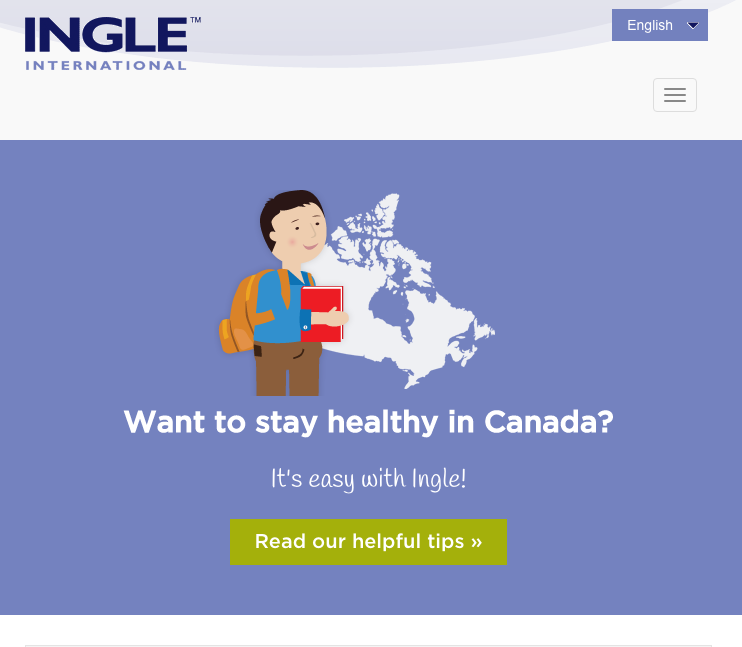 INGLE™
INTERNATIONAL
English
Want to stay healthy in Canada?
It's easy with Ingle!
Read our helpful tips »